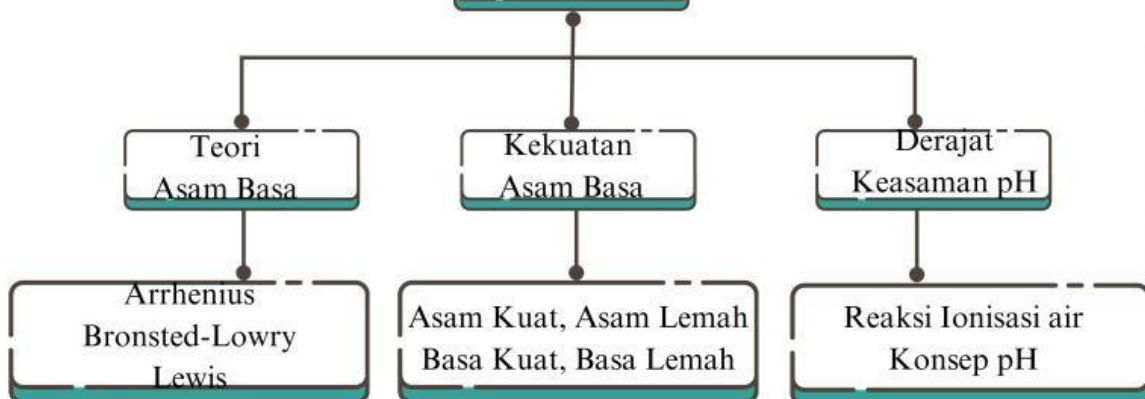 Teori
Asam Basa
Kekuatan
Asam Basa
Derajat
Keasaman pH
Arrhenius
Bronsted-Lowry
Lewis
Asam Kuat, Asam Lemah
Basa Kuat, Basa Lemah
Reaksi Ionisasi air
Konsep pH